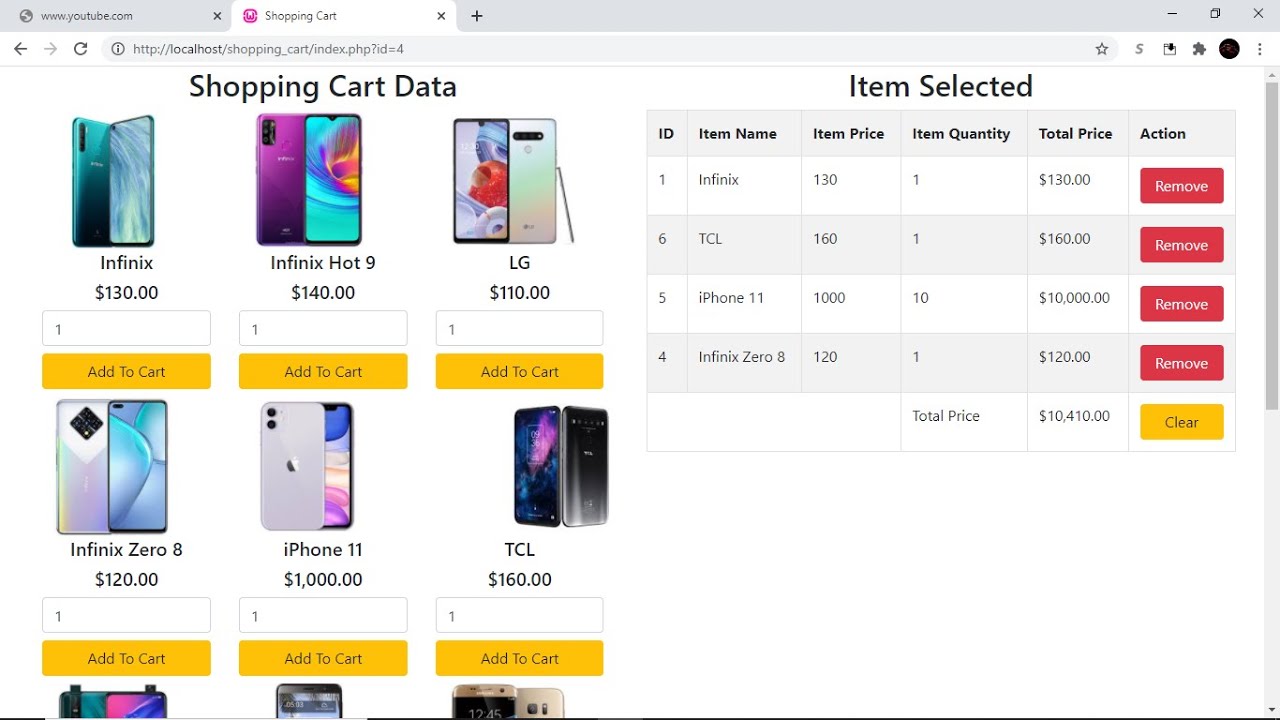 www.youtube.com
Shopping Cart
http://localhost/shopping_cart/index.php?id=4
Shopping Cart Data
Infinix
$130.00
1
Add To Cart
Infinix Hot 9
$140.00
1
Add To Cart
LG
$110.00
1
Add To Cart
Infinix Zero 8
$120.00
1
Add To Cart
iPhone 11
$1,000.00
1
Add To Cart
TCL
TCL
$160.00
1
Add To Cart
12:45
Item Selected
ID Item Name Item Price Item Quantity Total Price Action
1 Infinix 130 1 $130.00 Remove
6 TCL 160 1 $160.00 Remove
5 iPhone 11 1000 10 $10,000.00 Remove
4 Infinix Zero 8 120 1 $120.00 Remove
Total Price $10,410.00 Clear